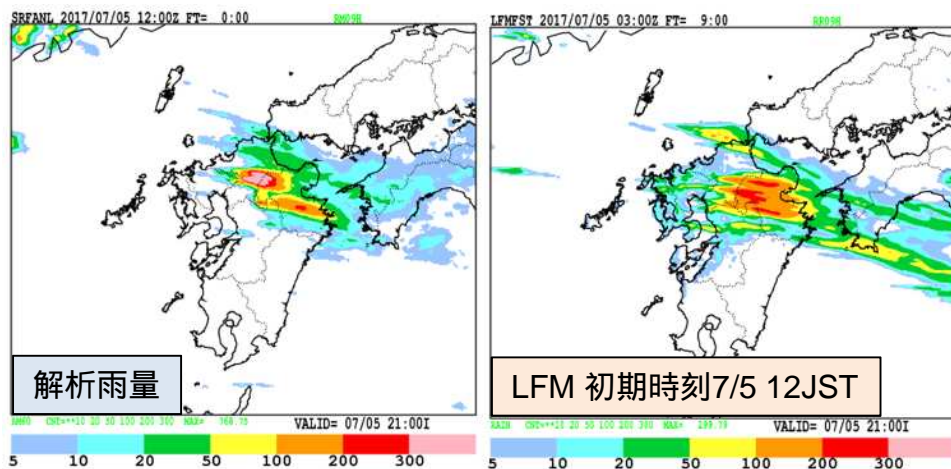 SRFANL 2017/07/05 12:00Z FT= 0:00 RM09H
LFMFST 2017/07/05 03:00Z FT= 9:00 RR09H
解析雨量
LFM 初期時刻7/5 12JST
VALID= 07/05 21:00I
VALID= 07/05 21:00I
5 10 20 50 100 200 300
5 10 20 50 100 200 300